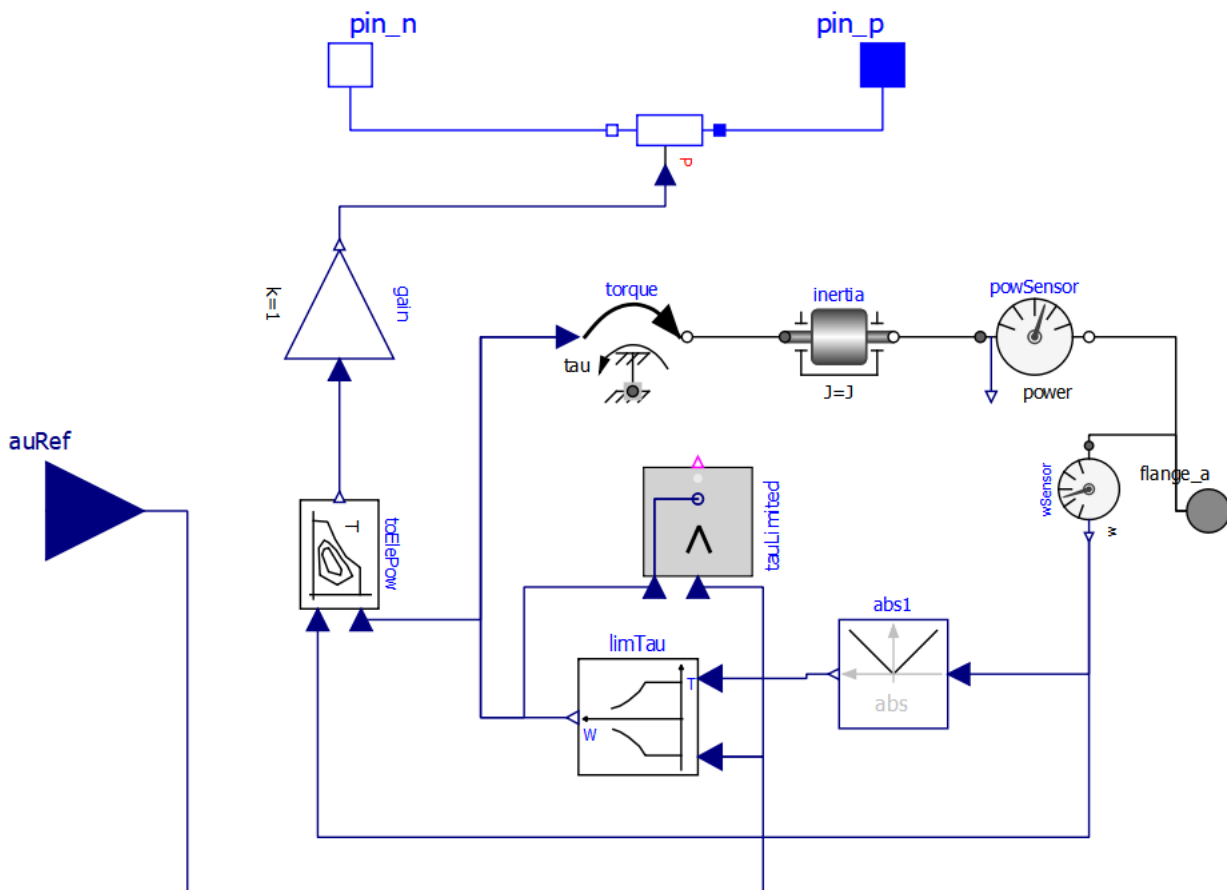 pin_n
pin_p
P
gain
k=1
torque
tau
inertia
J=J
powSensor
power
auRef
wSensor
w
flange_a
T
toElePow
<
tauLimited
abs1
abs
limTau
T
W